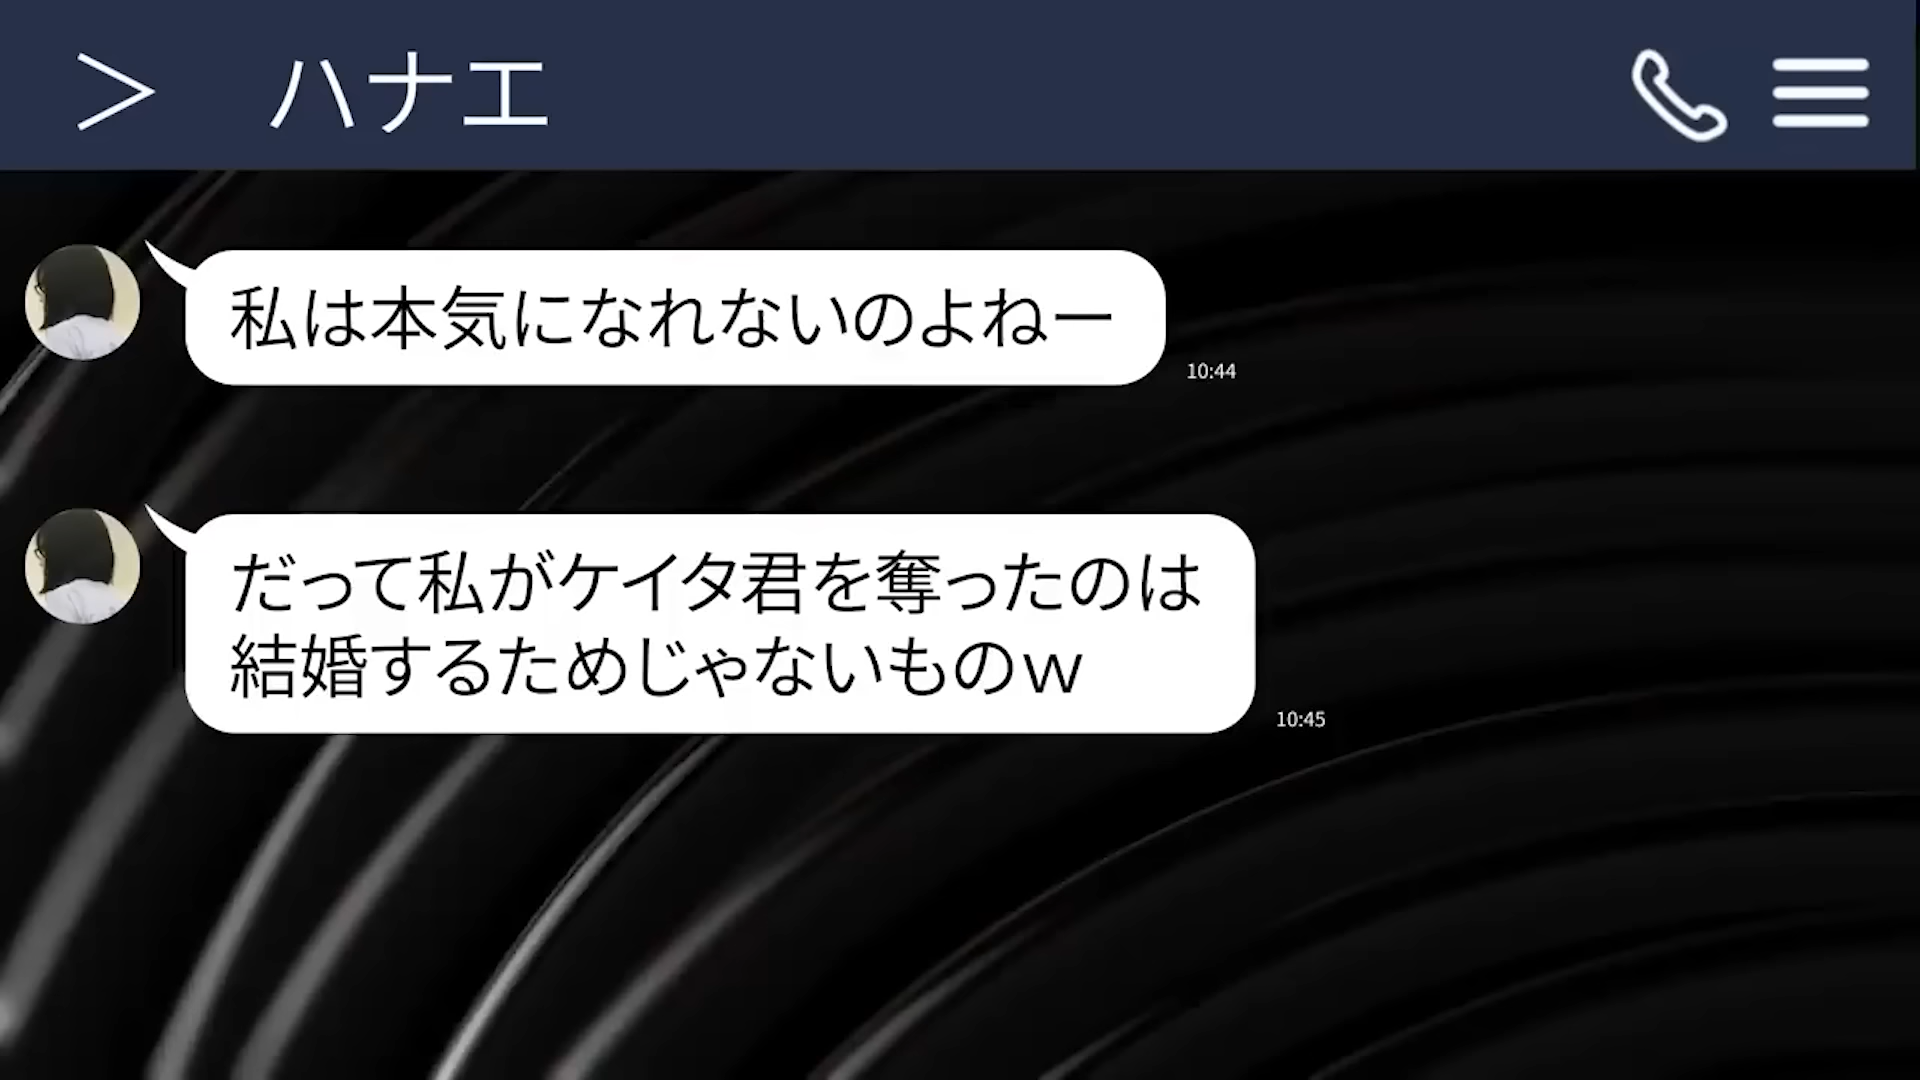 ＞ ハナエ
私は本気になれないのよねー
10:44
だって私がケイタ君を奪ったのは
結婚するためじゃないものｗ
10:45